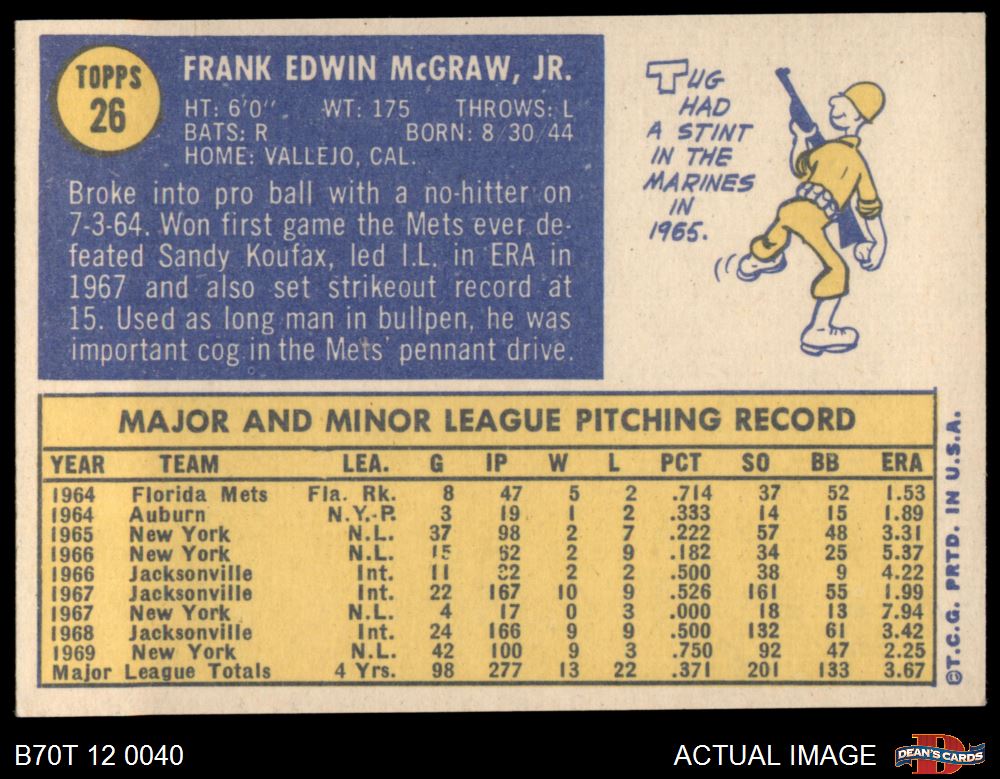 TOPPS
26
FRANK EDWIN McGRAW, JR.
HT: 6'0" WT: 175 THROWS: L
BATS: R BORN: 8/30/44
HOME: VALLEJO, CAL.
Broke into pro ball with a no-hitter on
7-3-64. Won first game the Mets ever de-
feated Sandy Koufax, led I.L. in ERA in
1967 and also set strikeout record at
15. Used as long man in bullpen, he was
important cog in the Mets' pennant drive.
TUG
HAD
A STINT
IN THE
MARINES
IN
1965.
MAJOR AND MINOR LEAGUE PITCHING RECORD
YEAR TEAM LEA. G IP W L PCT SO BB ERA
1964 Florida Mets Fla. Rk. 8 47 5 2 .714 37 52 1.53
1964 Auburn N.Y.-P. 3 19 1 2 .333 14 15 1.89
1965 New York N.L. 37 98 2 7 .222 57 48 3.31
1966 New York N.L. 15 62 2 9 .182 34 25 5.37
1966 Jacksonville Int. 11 32 2 2 .500 38 9 4.22
1967 Jacksonville Int. 22 167 10 9 .526 161 55 1.99
1967 New York N.L. 4 17 0 3 .000 18 13 7.94
1968 Jacksonville Int. 24 166 9 9 .500 132 61 3.42
1969 New York N.L. 42 100 9 3 .750 92 47 2.25
Major League Totals 4 Yrs. 98 277 13 22 .371 201 133 3.67
©T.C.G. PRTD. IN U.S.A.
B70T 12 0040
ACTUAL IMAGE
DEAN'S CARDS